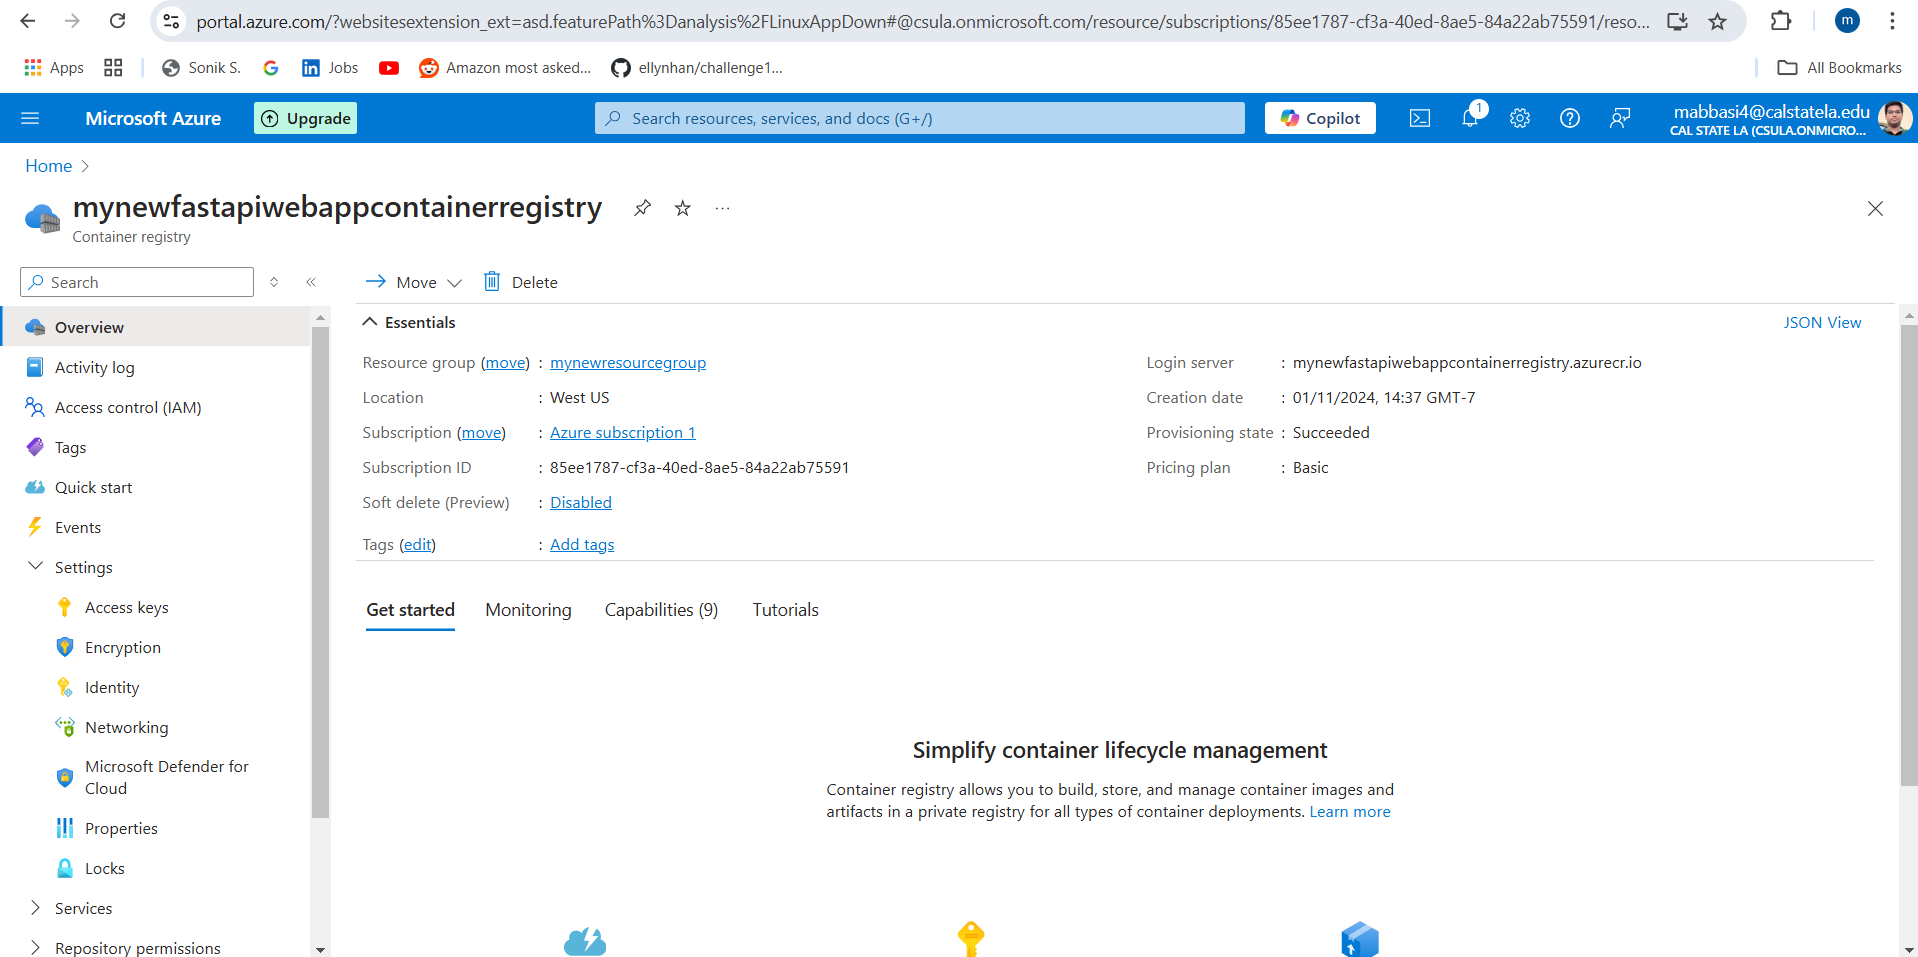 portal.azure.com/?websitesextension_ext=asd.featurePath%3Danalysis%2FLinuxAppDown#@csula.onmicrosoft.com/resource/subscriptions/85ee1787-cf3a-40ed-8ae5-84a22ab75591/reso...
m
Apps
Sonik S.
Jobs
Amazon most asked...
ellynhan/challenge1...
All Bookmarks
Microsoft Azure
Upgrade
Search resources, services, and docs (G+/)
Copilot
1
mabbasi4@calstatela.edu
CAL STATE LA (CSULA.ONMICRO...
Home
mynewfastapiwebappcontainerregistry
Container registry
Search
Move
Delete
Overview
Activity log
Access control (IAM)
Tags
Quick start
Events
Settings
Access keys
Encryption
Identity
Networking
Microsoft Defender for
Cloud
Properties
Locks
Services
Repository permissions
Essentials
JSON View
Resource group (move) : mynewresourcegroup
Location : West US
Subscription (move) : Azure subscription 1
Subscription ID : 85ee1787-cf3a-40ed-8ae5-84a22ab75591
Soft delete (Preview) : Disabled
Tags (edit) : Add tags
Login server : mynewfastapiwebappcontainerregistry.azurecr.io
Creation date : 01/11/2024, 14:37 GMT-7
Provisioning state : Succeeded
Pricing plan : Basic
Get started
Monitoring
Capabilities (9)
Tutorials
Simplify container lifecycle management
Container registry allows you to build, store, and manage container images and
artifacts in a private registry for all types of container deployments. Learn more